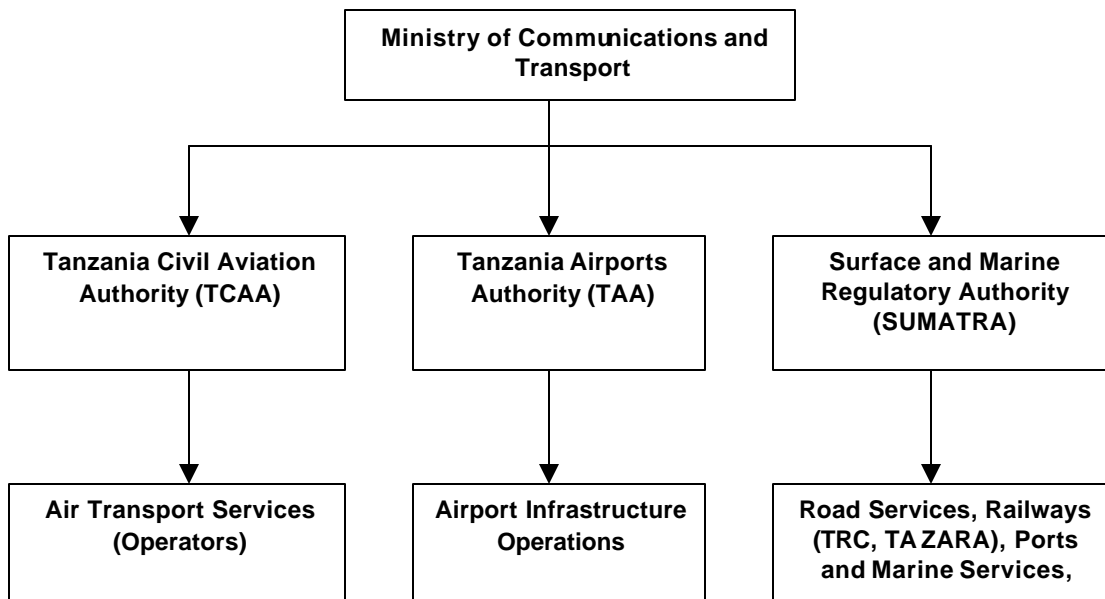 Ministry of Communications and
Transport
Tanzania Civil Aviation
Authority (TCAA)
Tanzania Airports
Authority (TAA)
Surface and Marine
Regulatory Authority
(SUMATRA)
Air Transport Services
(Operators)
Airport Infrastructure
Operations
Road Services, Railways
(TRC, TAZARA), Ports
and Marine Services,